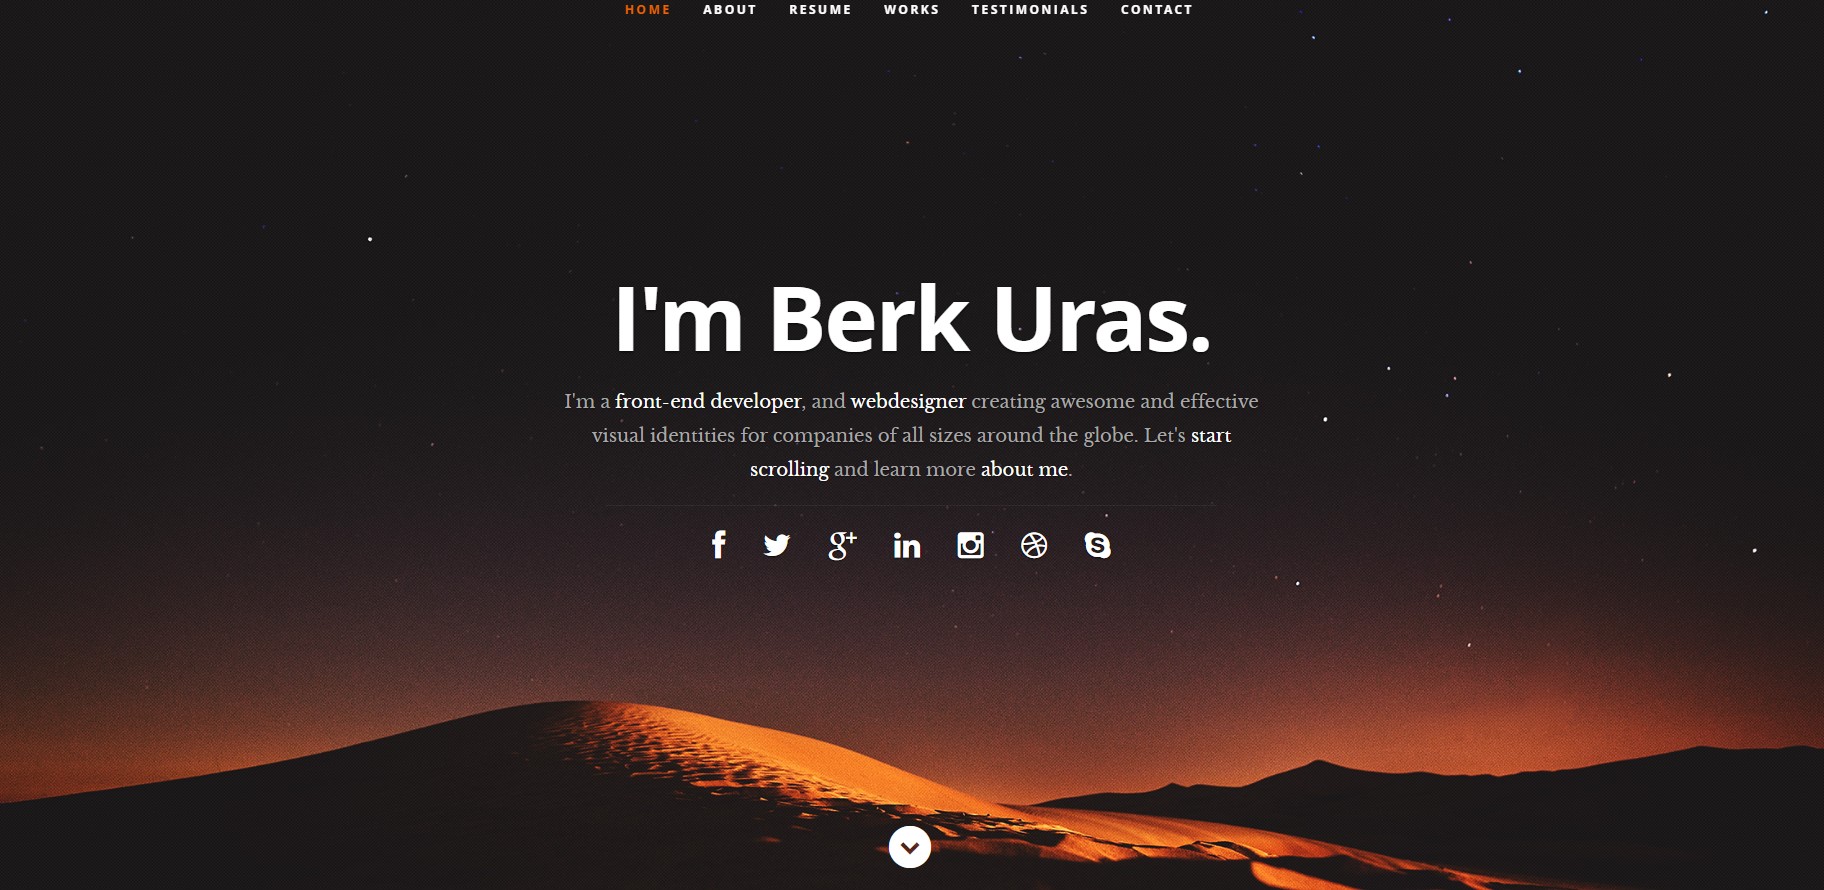 HOME ABOUT RESUME WORKS TESTIMONIALS CONTACT
I'm Berk Uras.
I'm a front-end developer, and webdesigner creating awesome and effective
visual identities for companies of all sizes around the globe. Let's start
scrolling and learn more about me.